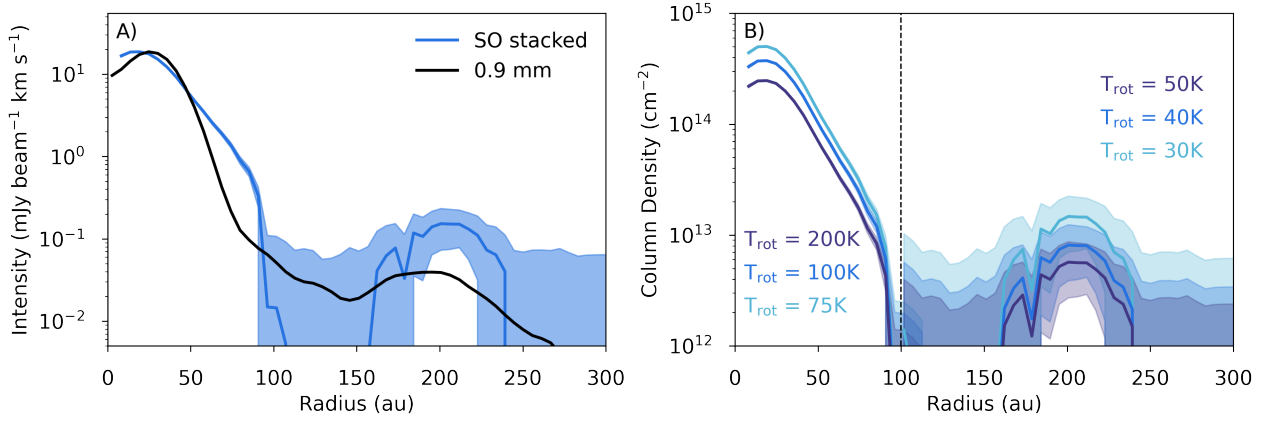 A)
SO stacked
0.9 mm
Intensity (mJy beam⁻¹ km s⁻¹)
10¹
10⁰
10⁻¹
10⁻²
0 50 100 150 200 250 300
Radius (au)
B)
T_rot = 50K
T_rot = 40K
T_rot = 30K
T_rot = 200K
T_rot = 100K
T_rot = 75K
Column Density (cm⁻²)
10¹⁵
10¹⁴
10¹³
10¹²
0 50 100 150 200 250 300
Radius (au)